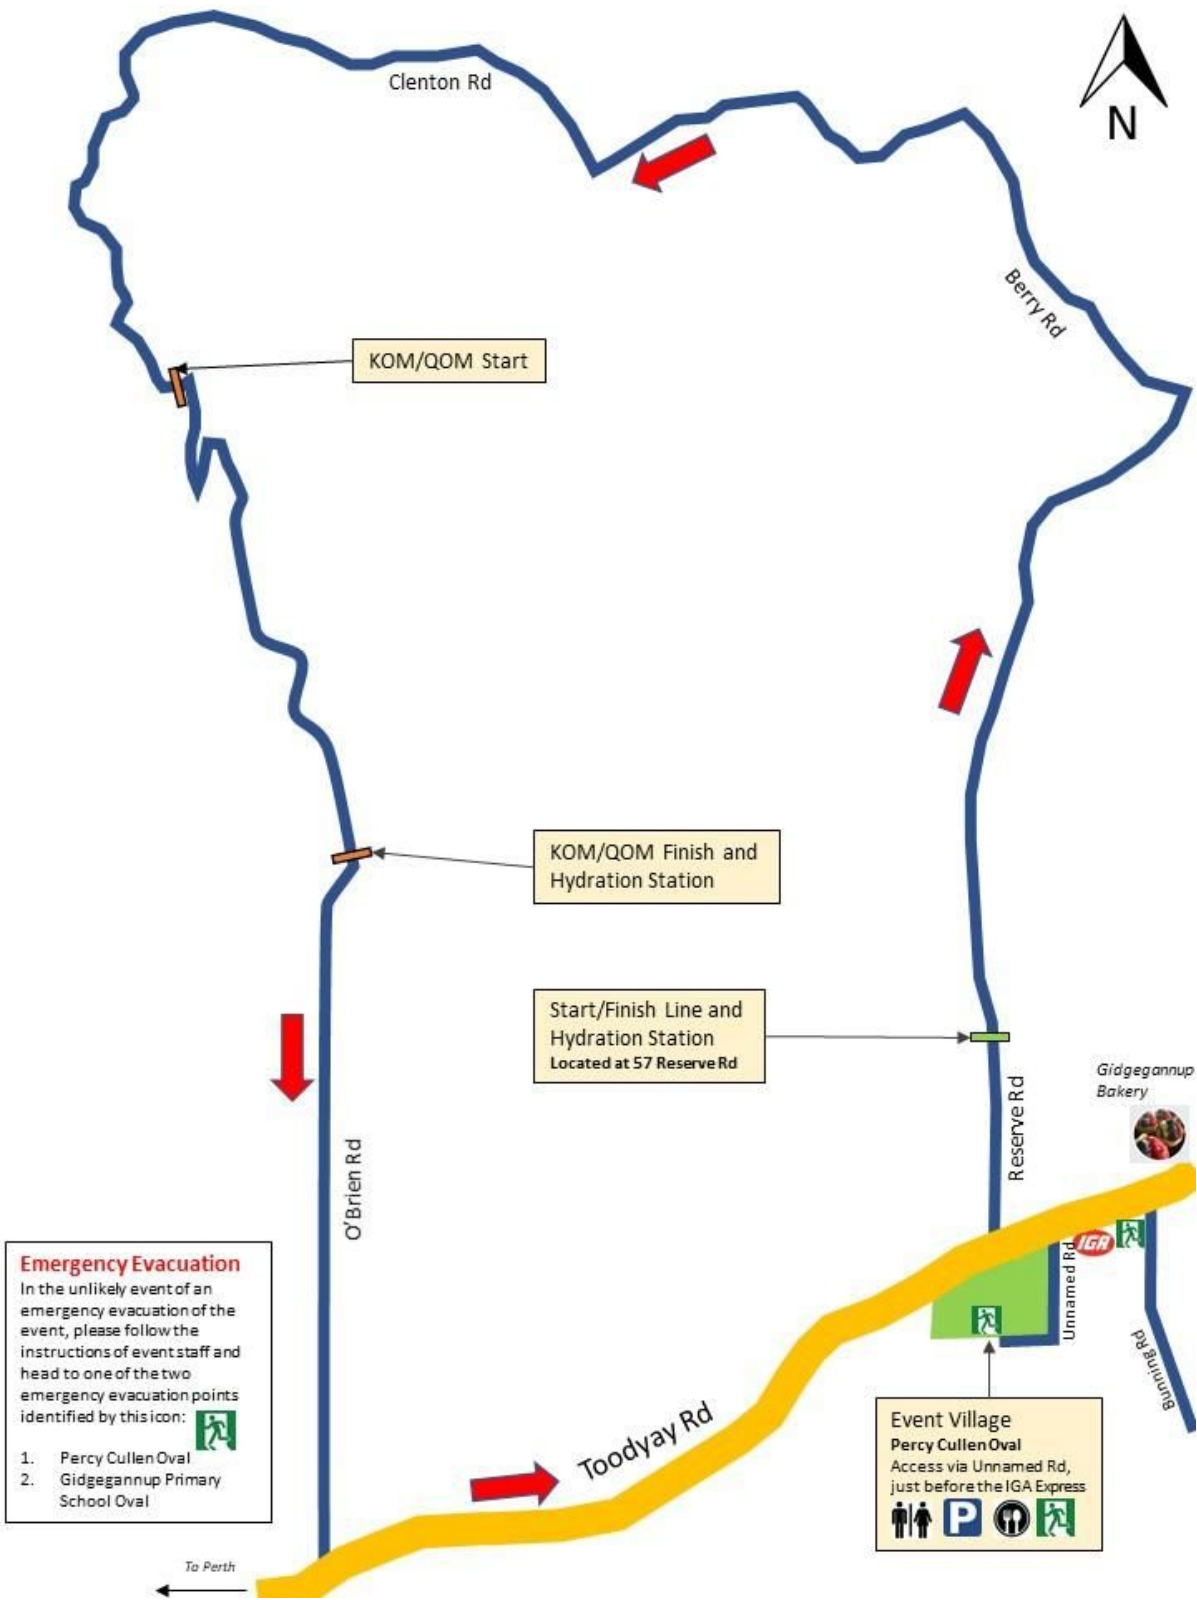 Clenton Rd
N
Berry Rd
KOM/QOM Start
KOM/QOM Finish and
Hydration Station
Start/Finish Line and
Hydration Station
Located at 57 Reserve Rd
Gidgegannup
Bakery
Reserve Rd
O'Brien Rd
IGA
Unnamed Rd
Bunning Rd
Emergency Evacuation
In the unlikely event of an
emergency evacuation of the
event, please follow the
instructions of event staff and
head to one of the two
emergency evacuation points
identified by this icon:
1. Percy Cullen Oval
2. Gidgegannup Primary
School Oval
Toodyay Rd
Event Village
Percy Cullen Oval
Access via Unnamed Rd,
just before the IGA Express
P
To Perth